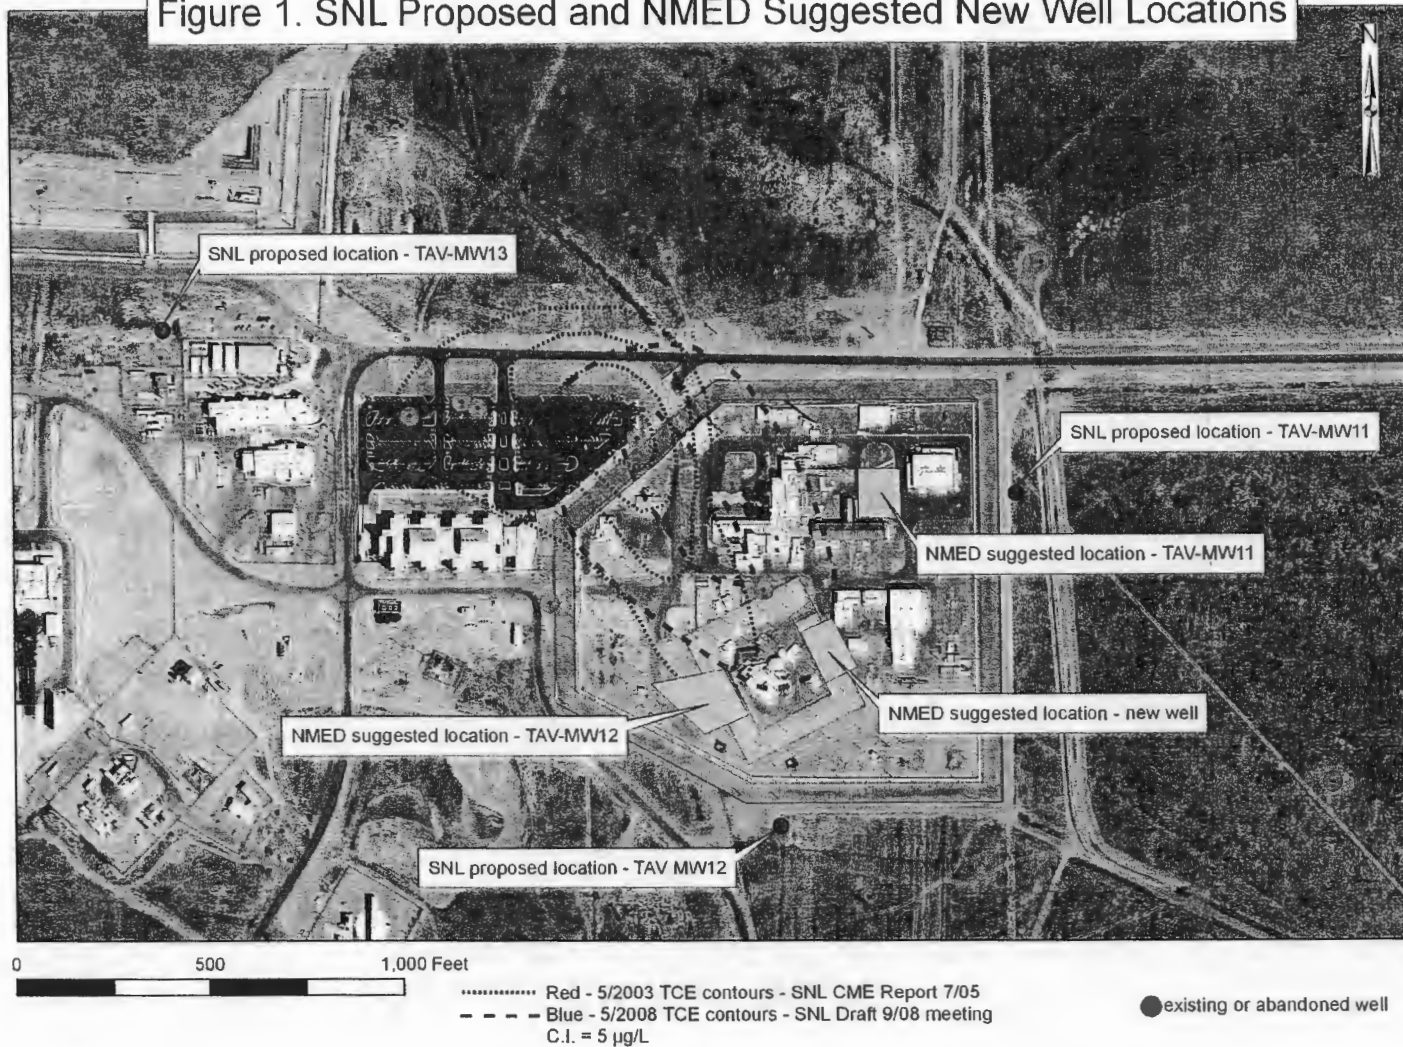 Figure 1. SNL Proposed and NMED Suggested New Well Locations
N
SNL proposed location - TAV-MW13
SNL proposed location - TAV-MW11
NMED suggested location - TAV-MW11
NMED suggested location - new well
NMED suggested location - TAV-MW12
SNL proposed location - TAV MW12
0 500 1,000 Feet
Red - 5/2003 TCE contours - SNL CME Report 7/05
Blue - 5/2008 TCE contours - SNL Draft 9/08 meeting
C.I. = 5 µg/L
existing or abandoned well